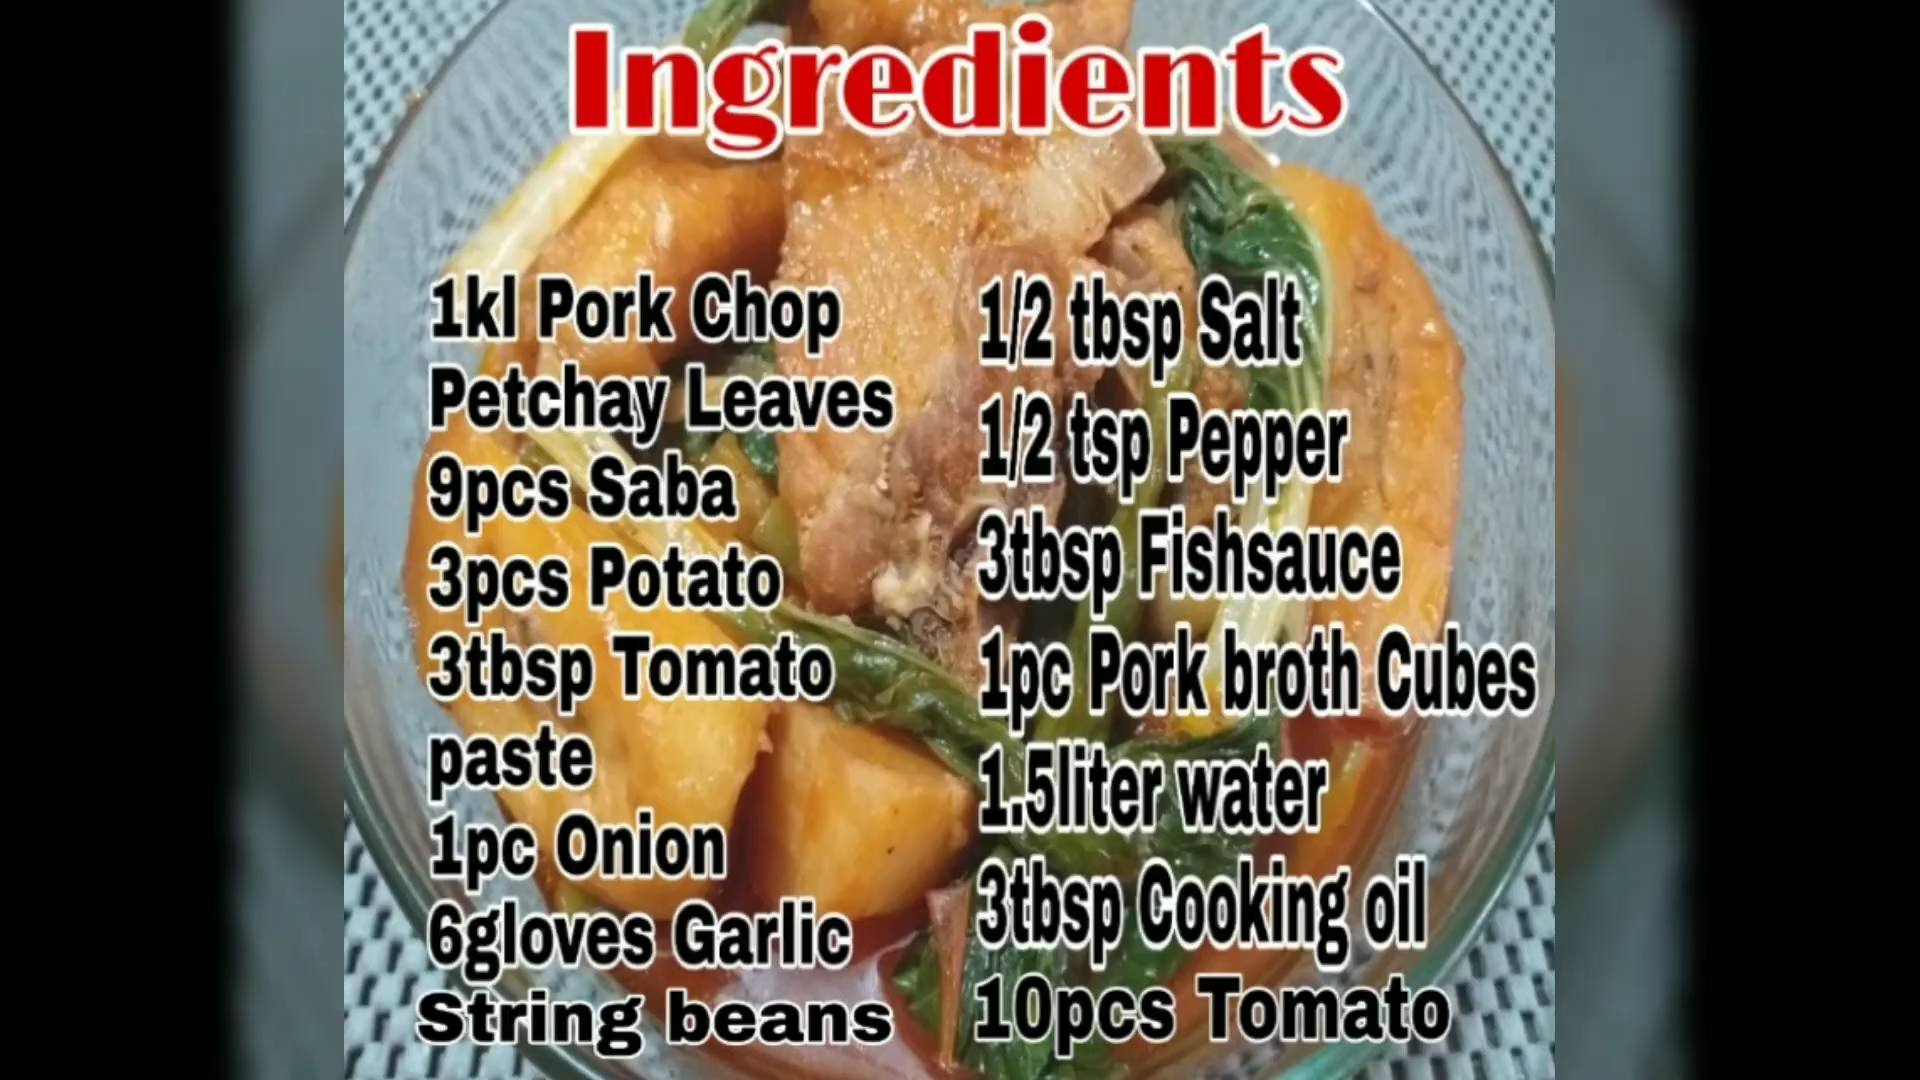 Ingredients
1kl Pork Chop
Petchay Leaves
9pcs Saba
3pcs Potato
3tbsp Tomato
paste
1pc Onion
6gloves Garlic
String beans
1/2 tbsp Salt
1/2 tsp Pepper
3tbsp Fishsauce
1pc Pork broth Cubes
1.5liter water
3tbsp Cooking oil
10pcs Tomato